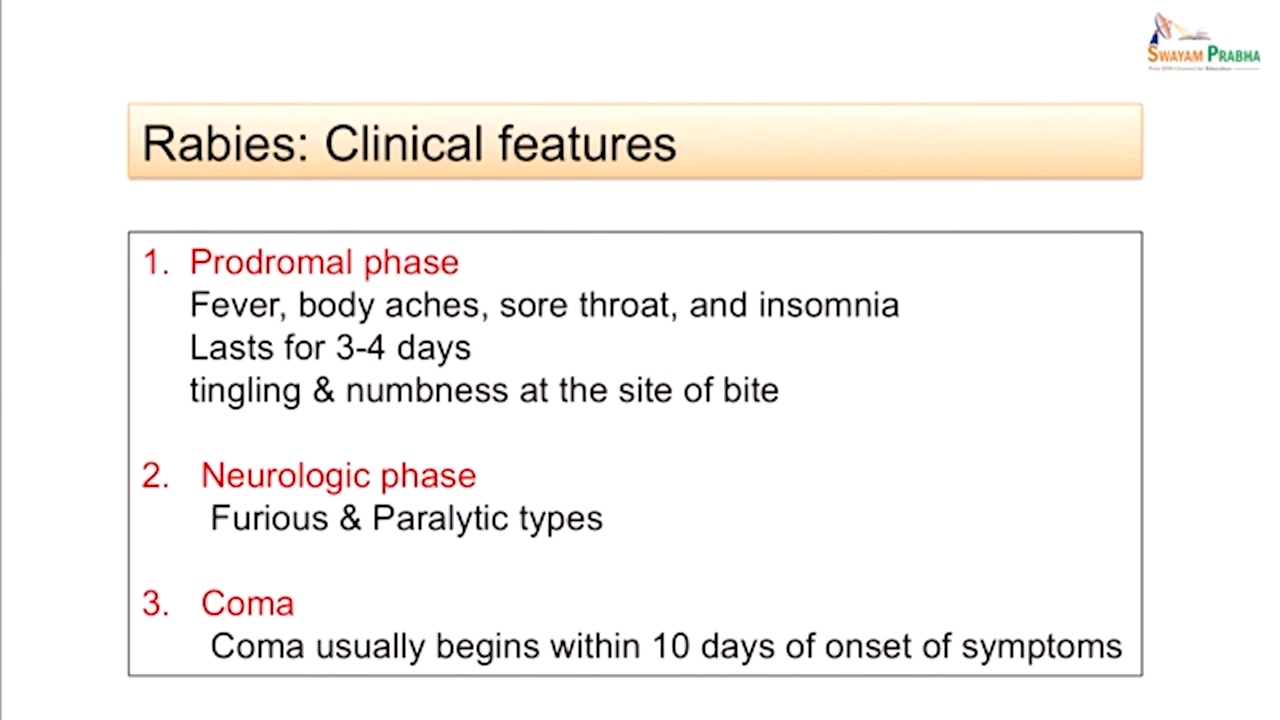 SWAYAM PRABHA
Rabies: Clinical features
1. Prodromal phase
Fever, body aches, sore throat, and insomnia
Lasts for 3-4 days
tingling & numbness at the site of bite
2. Neurologic phase
Furious & Paralytic types
3. Coma
Coma usually begins within 10 days of onset of symptoms